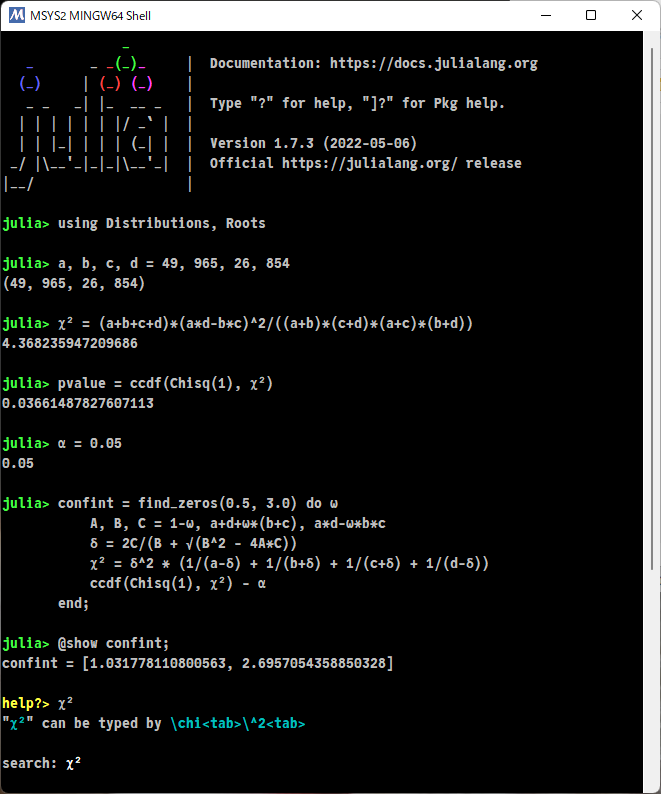 MSYS2 MINGW64 Shell
               _
   _       _ _(_)_     |  Documentation: https://docs.julialang.org
  (_)     | (_) (_)    |
   _ _   _| |_  __ _   |  Type "?" for help, "]?" for Pkg help.
  | | | | | | |/ _` |  |
  | | |_| | | | (_| |  |  Version 1.7.3 (2022-05-06)
 _/ |\__'_|_|_|\__'_|  |  Official https://julialang.org/ release
|__/                   |
julia> using Distributions, Roots
julia> a, b, c, d = 49, 965, 26, 854
(49, 965, 26, 854)
julia> χ² = (a+b+c+d)*(a*d-b*c)^2/((a+b)*(c+d)*(a+c)*(b+d))
4.368235947209686
julia> pvalue = ccdf(Chisq(1), χ²)
0.03661487827607113
julia> α = 0.05
0.05
julia> confint = find_zeros(0.5, 3.0) do ω
           A, B, C = 1-ω, a+d+ω*(b+c), a*d-ω*b*c
           δ = 2C/(B + √(B^2 - 4A*C))
           χ² = δ^2 * (1/(a-δ) + 1/(b+δ) + 1/(c+δ) + 1/(d-δ))
           ccdf(Chisq(1), χ²) - α
       end;
julia> @show confint;
confint = [1.031778110800563, 2.6957054358850328]
help?> χ²
"χ²" can be typed by \chi<tab>\^2<tab>
search: χ²